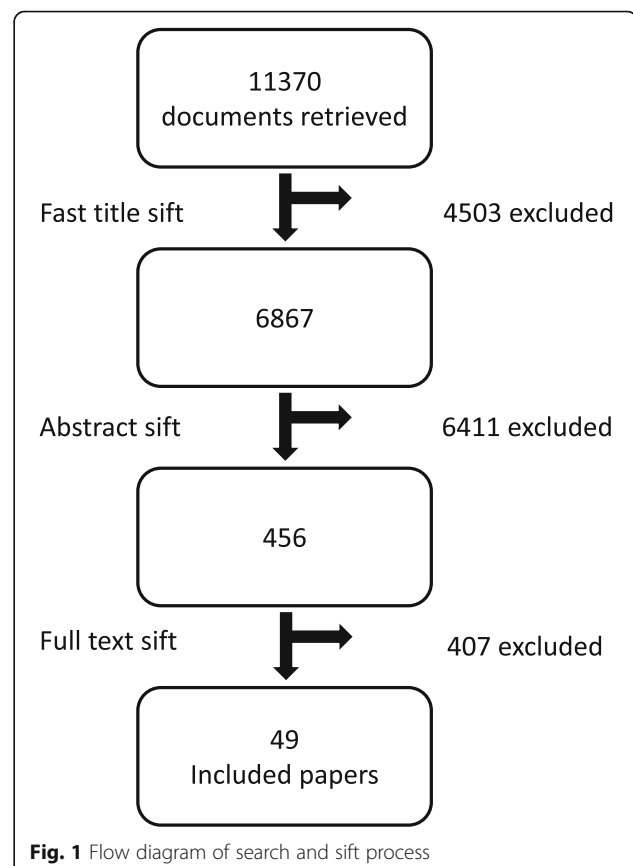 11370
documents retrieved
Fast title sift
4503 excluded
6867
Abstract sift
6411 excluded
456
Full text sift
407 excluded
49
Included papers
Fig. 1 Flow diagram of search and sift process